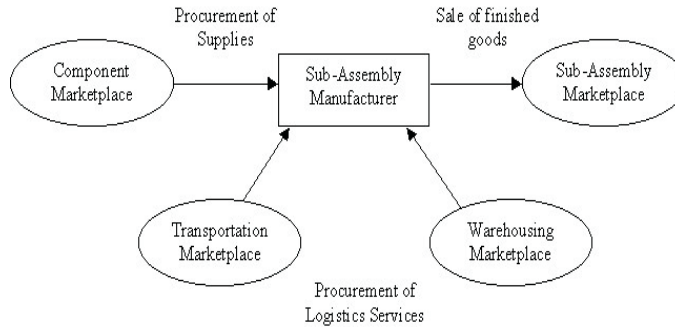 Procurement of
Supplies
Sale of finished
goods
Component
Marketplace
Sub-Assembly
Manufacturer
Sub-Assembly
Marketplace
Transportation
Marketplace
Warehousing
Marketplace
Procurement of
Logistics Services